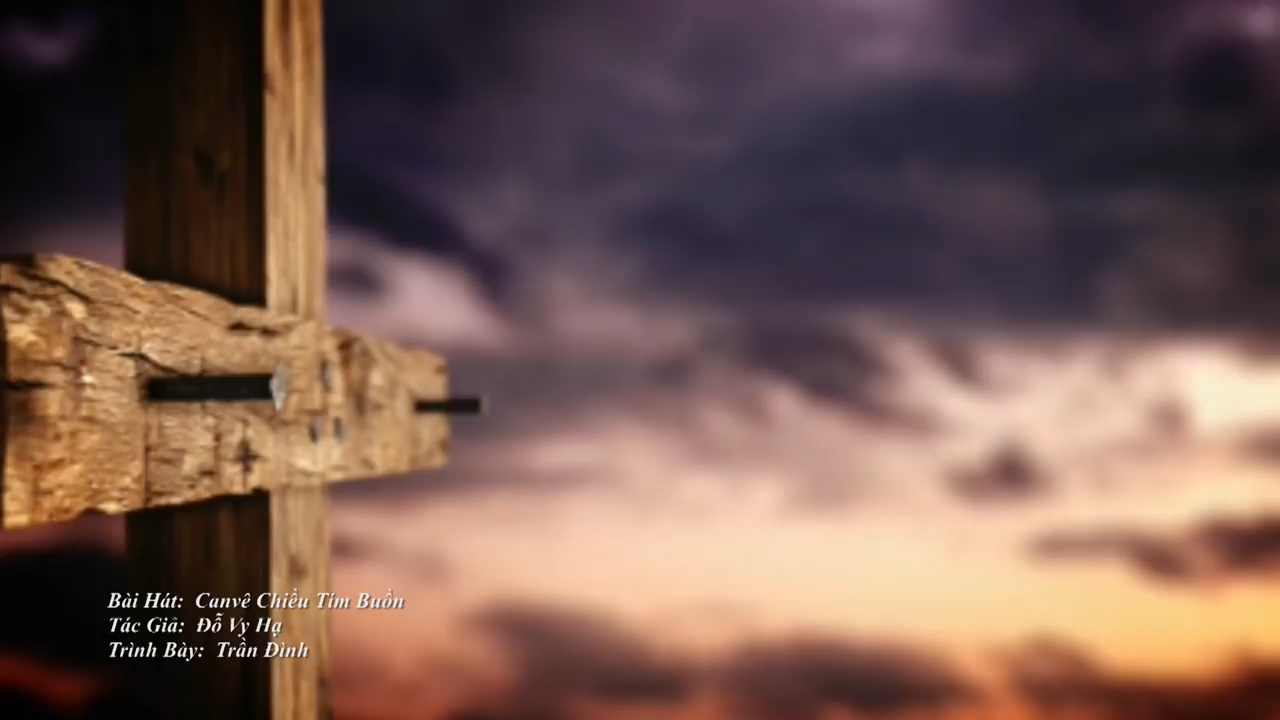 Bài Hát: Canvê Chiều Tím Buồn
Tác Giả: Đỗ Vy Hạ
Trình Bày: Trần Đình